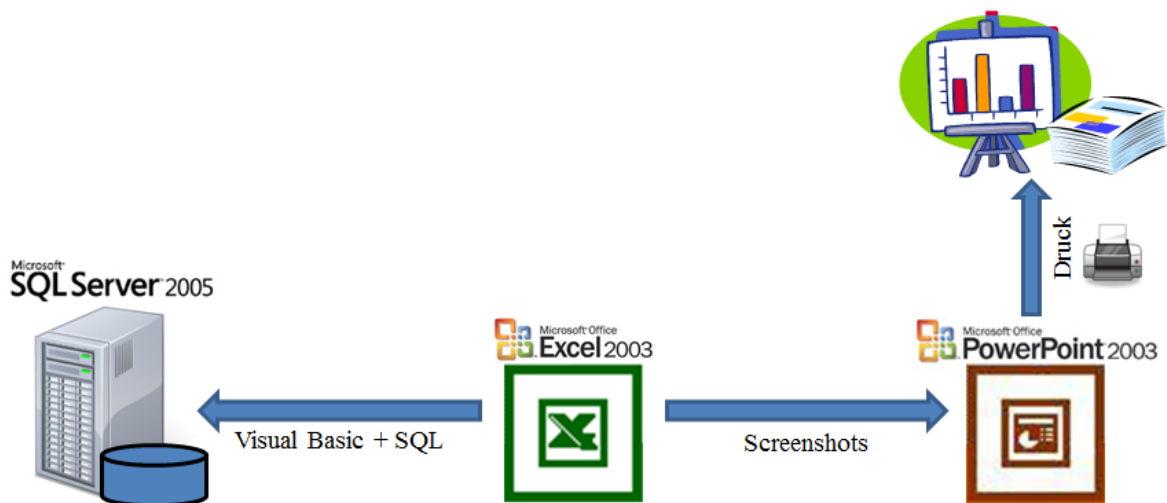 Druck
Microsoft
SQL Server 2005
Microsoft Office
Excel 2003
Microsoft Office
PowerPoint 2003
Visual Basic + SQL
Screenshots